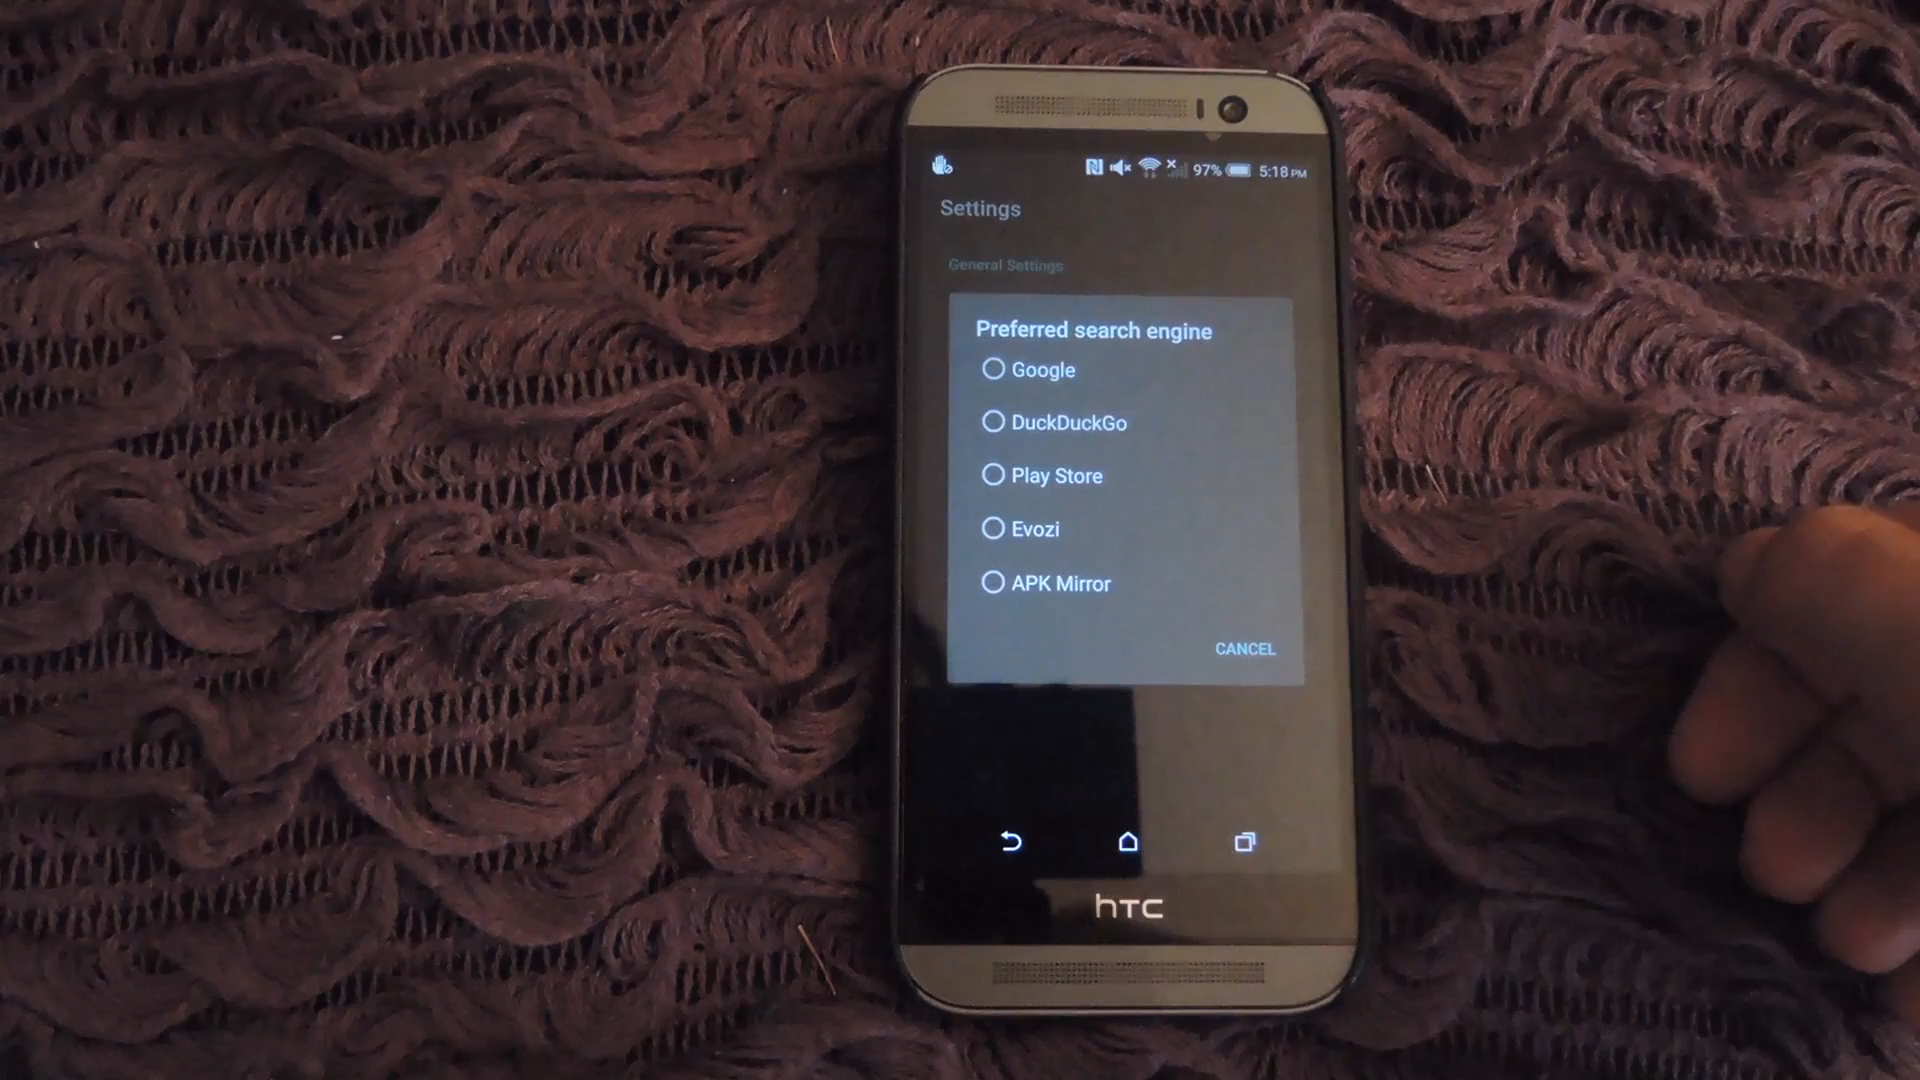 97% 5:18 PM
Settings
General Settings
Preferred search engine
Google
DuckDuckGo
Play Store
Evozi
APK Mirror
CANCEL
hTC